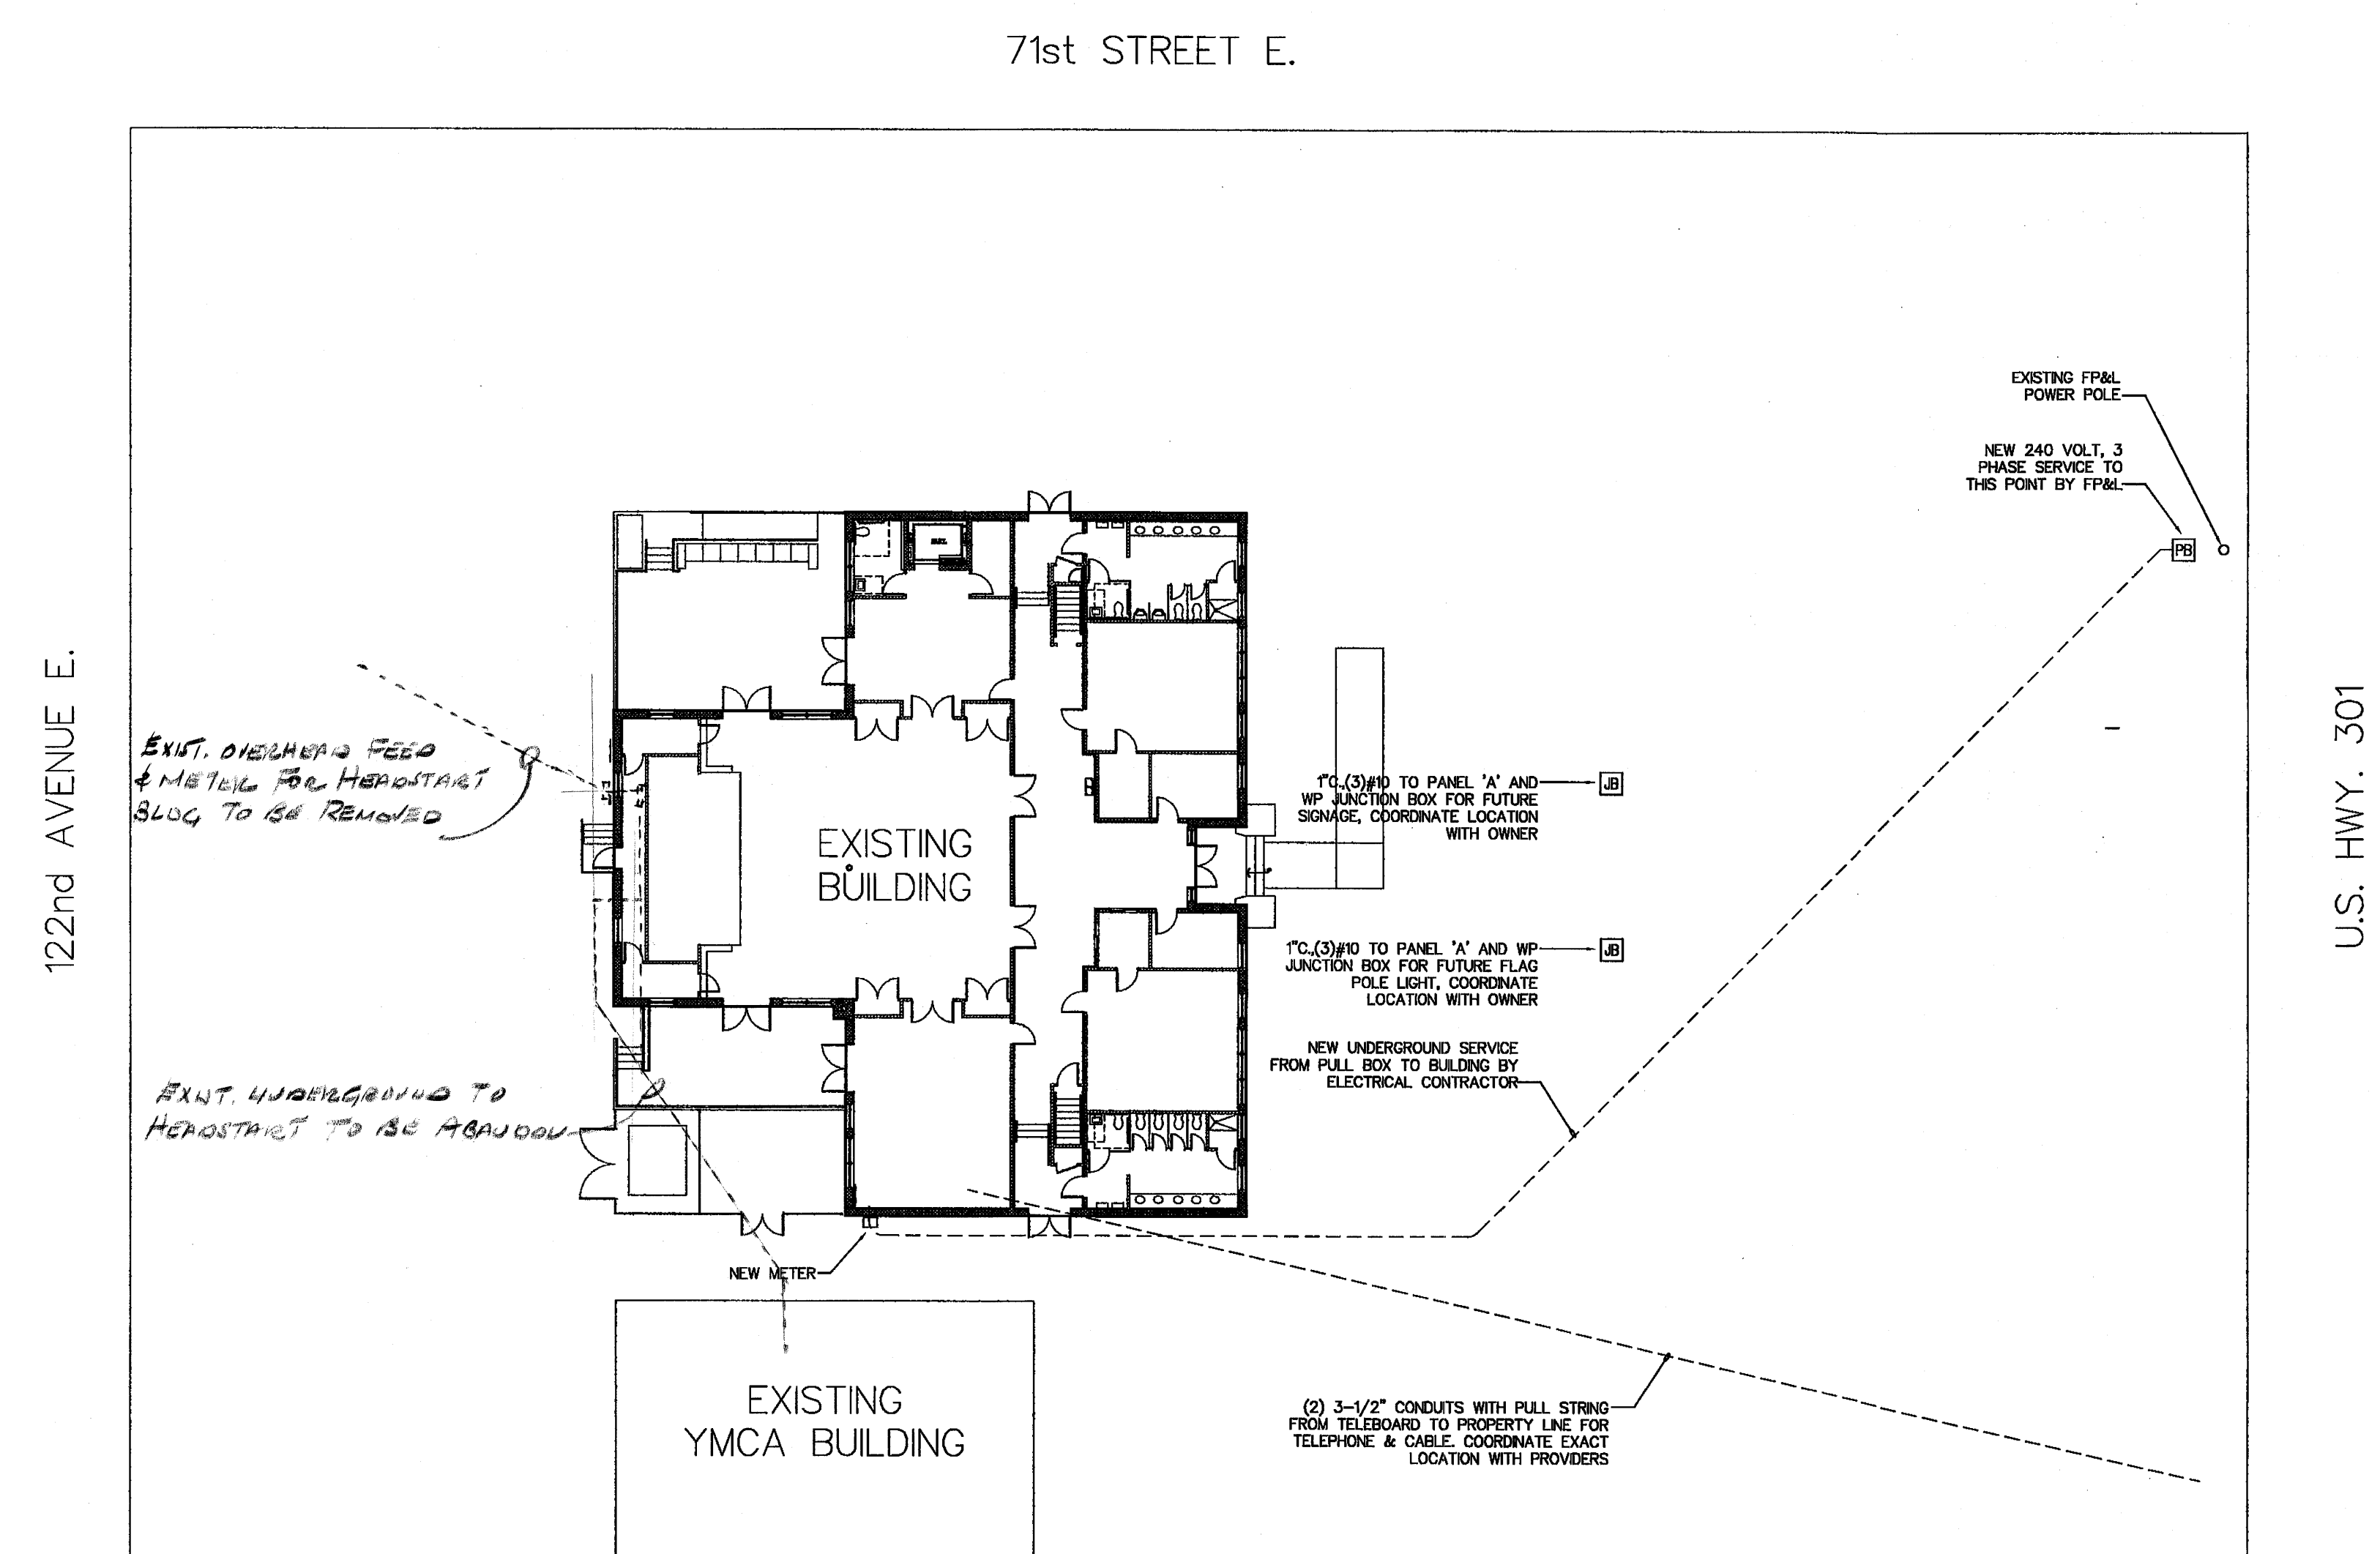 71st STREET E.
EXISTING FP&L
POWER POLE
NEW 240 VOLT, 3
PHASE SERVICE TO
THIS POINT BY FP&L
PB
122nd AVENUE E.
U.S. HWY. 301
EXIST. OVERHEAD FEED
& METER FOR HEADSTART
BLDG TO BE REMOVED
EXISTING
BUILDING
1"C.,(3)#10 TO PANEL 'A' AND
WP JUNCTION BOX FOR FUTURE
SIGNAGE, COORDINATE LOCATION
WITH OWNER
JB
1"C.,(3)#10 TO PANEL 'A' AND WP
JUNCTION BOX FOR FUTURE FLAG
POLE LIGHT, COORDINATE
LOCATION WITH OWNER
JB
NEW UNDERGROUND SERVICE
FROM PULL BOX TO BUILDING BY
ELECTRICAL CONTRACTOR
EXIST. UNDERGROUND TO
HEADSTART TO BE ABANDON
NEW METER
EXISTING
YMCA BUILDING
(2) 3-1/2" CONDUITS WITH PULL STRING
FROM TELEBOARD TO PROPERTY LINE FOR
TELEPHONE & CABLE. COORDINATE EXACT
LOCATION WITH PROVIDERS